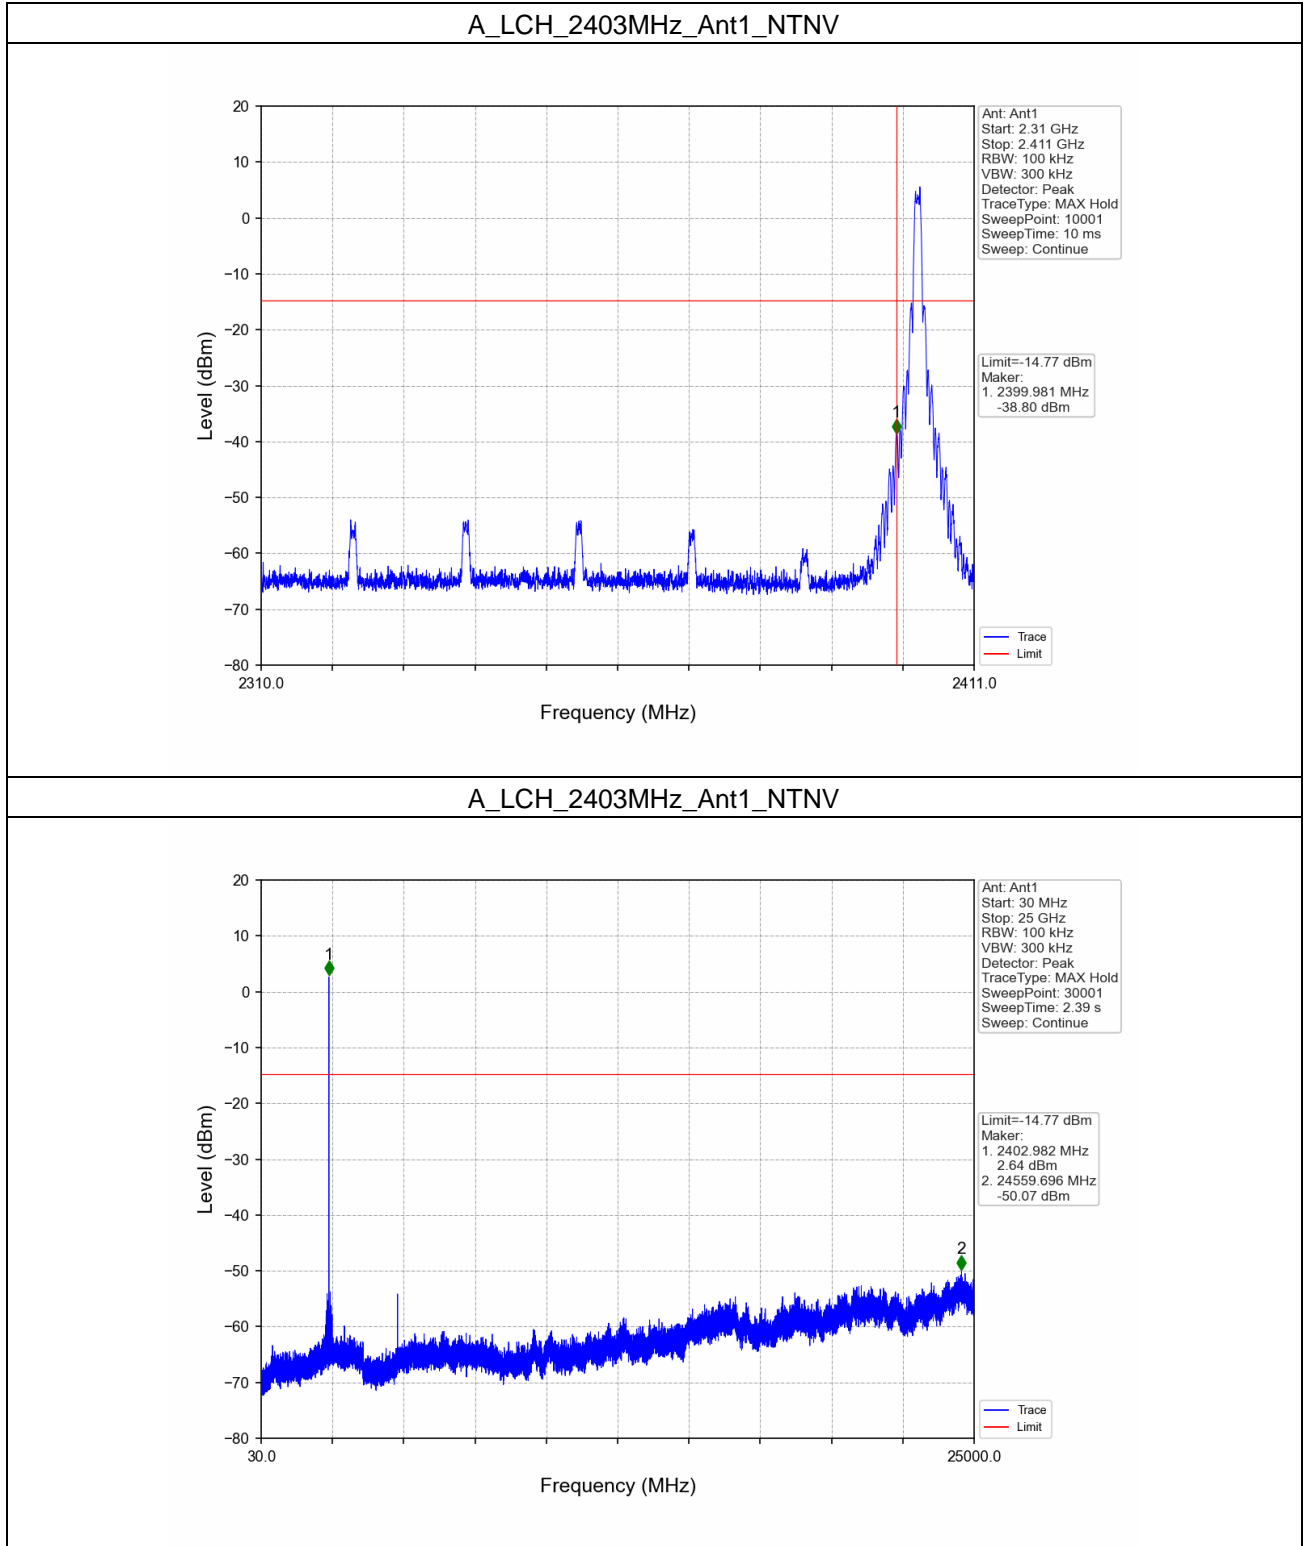 A_LCH_2403MHz_Ant1_NTNV
20
10
0
−10
−20
−30
−40
−50
−60
−70
−80
Level (dBm)
2310.0
2411.0
Frequency (MHz)
1
Ant: Ant1
Start: 2.31 GHz
Stop: 2.411 GHz
RBW: 100 kHz
VBW: 300 kHz
Detector: Peak
TraceType: MAX Hold
SweepPoint: 10001
SweepTime: 10 ms
Sweep: Continue
Limit=-14.77 dBm
Maker:
1. 2399.981 MHz
-38.80 dBm
Trace
Limit
A_LCH_2403MHz_Ant1_NTNV
20
10
0
−10
−20
−30
−40
−50
−60
−70
−80
Level (dBm)
30.0
25000.0
Frequency (MHz)
1
2
Ant: Ant1
Start: 30 MHz
Stop: 25 GHz
RBW: 100 kHz
VBW: 300 kHz
Detector: Peak
TraceType: MAX Hold
SweepPoint: 30001
SweepTime: 2.39 s
Sweep: Continue
Limit=-14.77 dBm
Maker:
1. 2402.982 MHz
2.64 dBm
2. 24559.696 MHz
-50.07 dBm
Trace
Limit